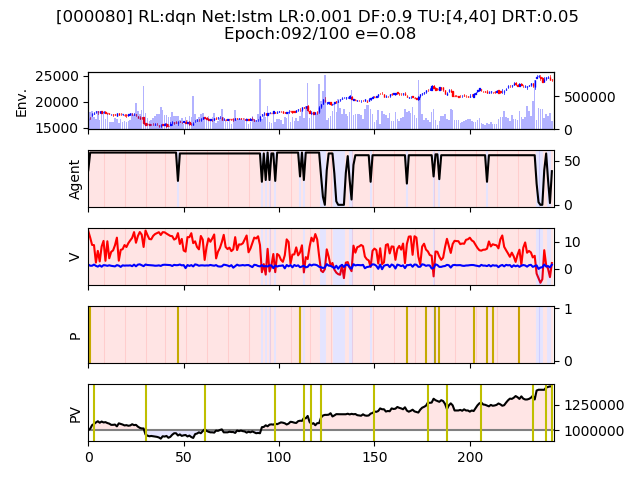 [000080] RL:dqn Net:lstm LR:0.001 DF:0.9 TU:[4,40] DRT:0.05
Epoch:092/100 e=0.08
Env.
25000
20000
15000
500000
0
Agent
50
0
V
10
0
P
1
0
PV
1250000
1000000
0 50 100 150 200